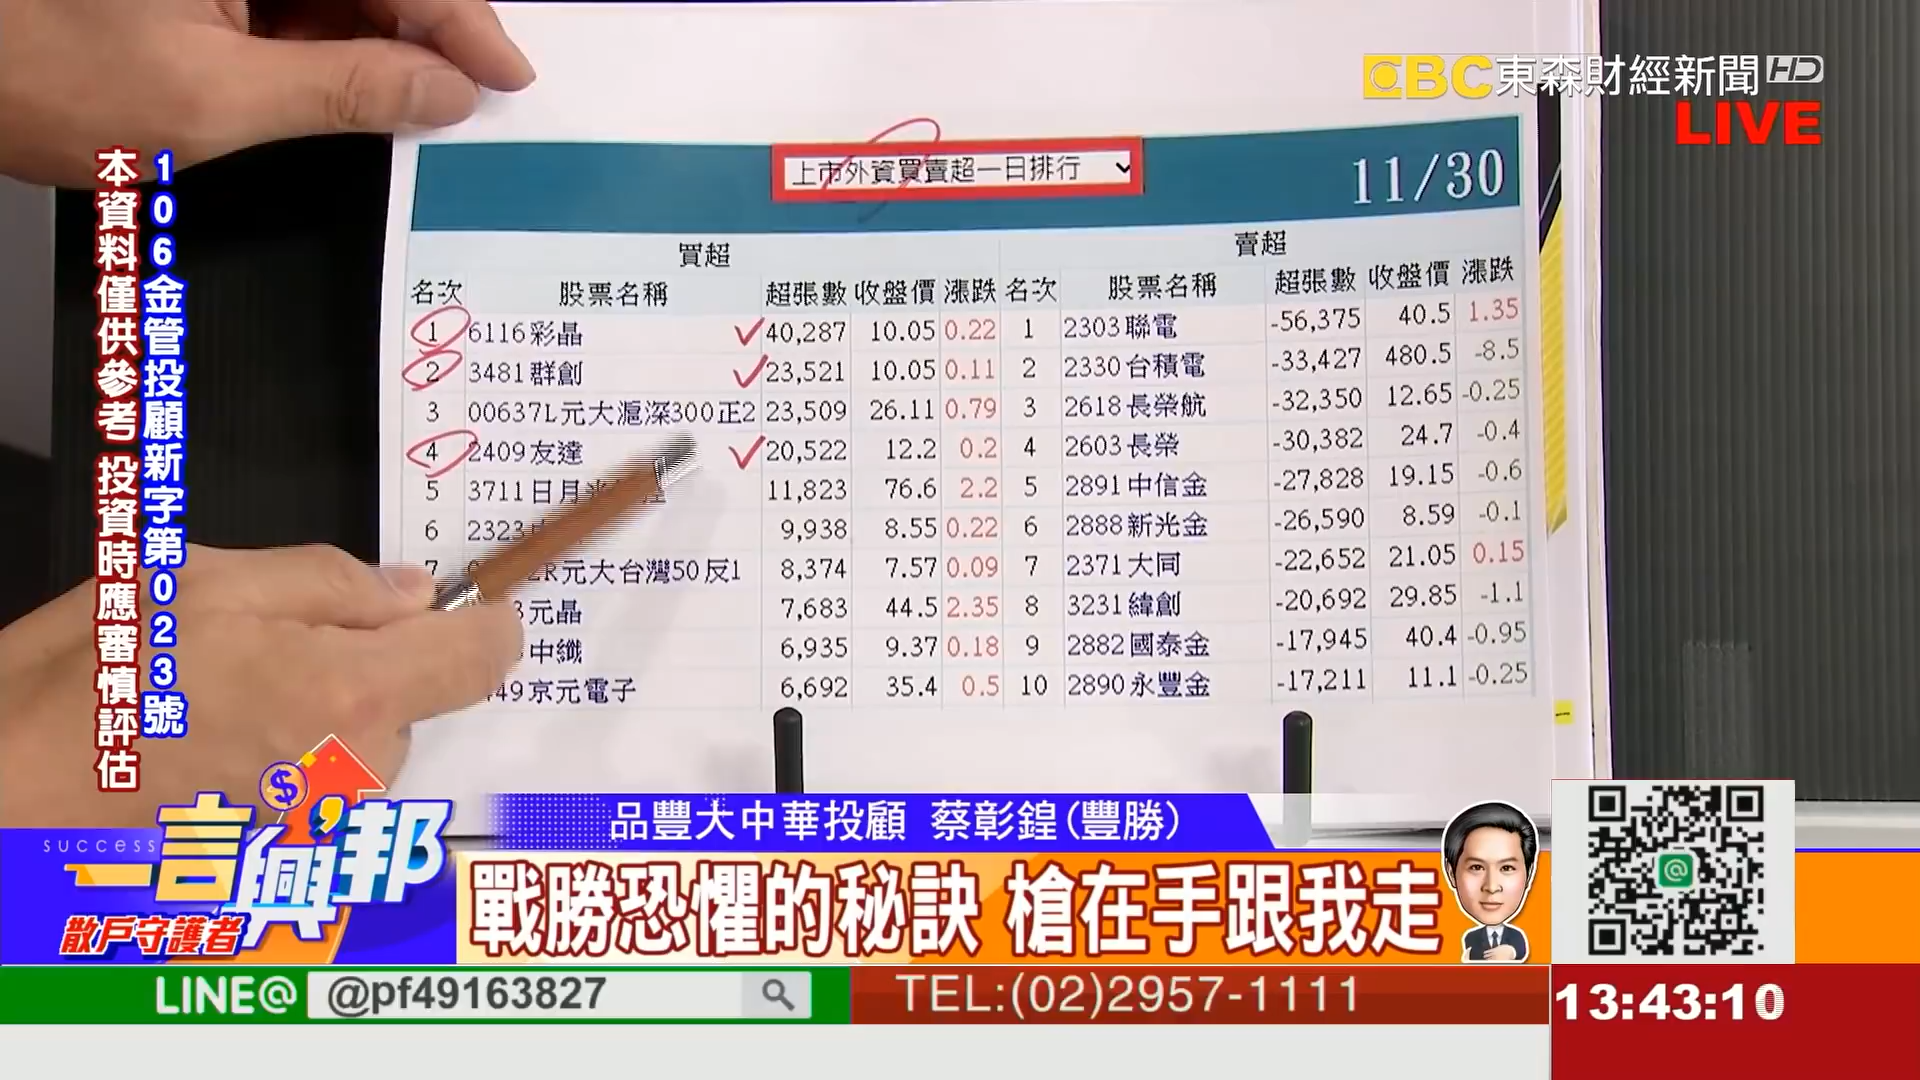 EBC東森財經新聞HD
LIVE
106金管投顧新字第023號
本資料僅供參考 投資時應審慎評估
上市外資買賣超一日排行
11/30
買超 賣超
名次 股票名稱 超張數 收盤價 漲跌 名次 股票名稱 超張數 收盤價 漲跌
1 6116彩晶 40,287 10.05 0.22 1 2303聯電 -56,375 40.5 1.35
2 3481群創 23,521 10.05 0.11 2 2330台積電 -33,427 480.5 -8.5
3 00637L元大滬深300正2 23,509 26.11 0.79 3 2618長榮航 -32,350 12.65 -0.25
4 2409友達 20,522 12.2 0.2 4 2603長榮 -30,382 24.7 -0.4
5 3711日月 11,823 76.6 2.2 5 2891中信金 -27,828 19.15 -0.6
6 2323 9,938 8.55 0.22 6 2888新光金 -26,590 8.59 -0.1
7 R元大台灣50反1 8,374 7.57 0.09 7 2371大同 -22,652 21.05 0.15
元晶 7,683 44.5 2.35 8 3231緯創 -20,692 29.85 -1.1
中纖 6,935 9.37 0.18 9 2882國泰金 -17,945 40.4 -0.95
49京元電子 6,692 35.4 0.5 10 2890永豐金 -17,211 11.1 -0.25
success
一言興邦
散戶守護者
品豐大中華投顧 蔡彰鍠(豐勝)
戰勝恐懼的秘訣 槍在手跟我走
LINE@ @pf49163827
TEL:(02)2957-1111
13:43:10